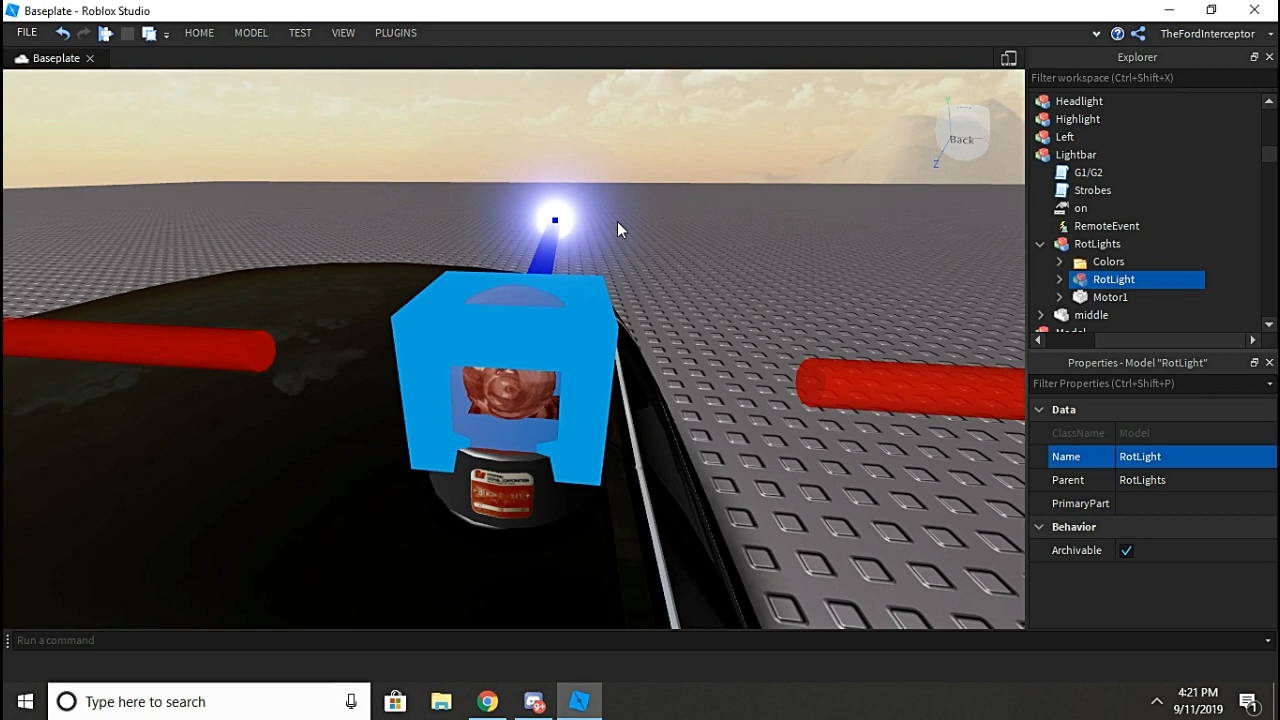 Baseplate - Roblox Studio
FILE HOME MODEL TEST VIEW PLUGINS TheFordInterceptor
Baseplate
Back
Y
Z
Explorer
Filter workspace (Ctrl+Shift+X)
Headlight
Highlight
Left
Lightbar
G1/G2
Strobes
on
RemoteEvent
RotLights
Colors
RotLight
Motor1
middle
Model
Properties - Model "RotLight"
Filter Properties (Ctrl+Shift+P)
Data
ClassName Model
Name RotLight
Parent RotLights
PrimaryPart
Behavior
Archivable
Run a command
Type here to search
9+
4:21 PM
9/11/2019
1